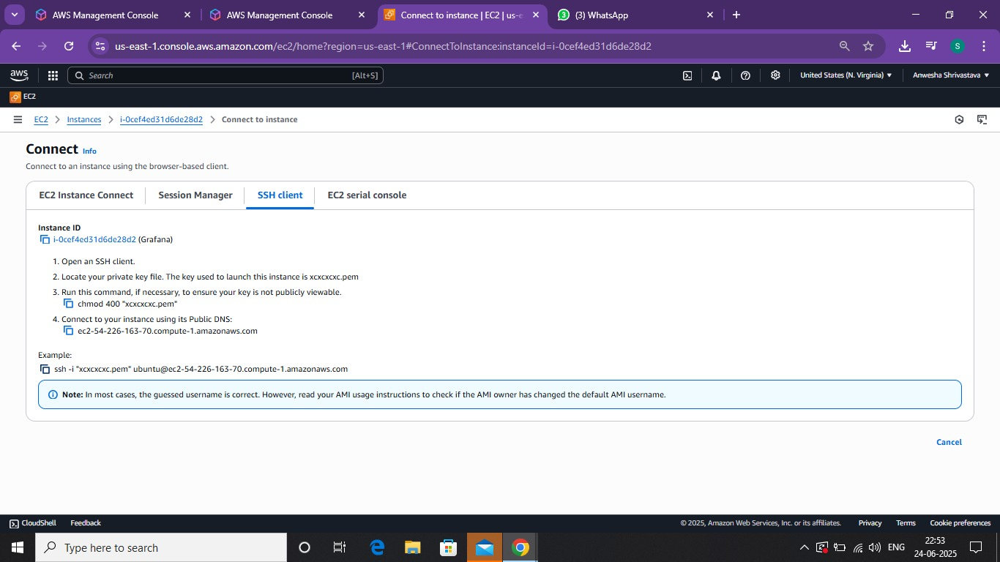 AWS Management Console
AWS Management Console
Connect to instance | EC2 | us-e
3
(3) WhatsApp
us-east-1.console.aws.amazon.com/ec2/home?region=us-east-1#ConnectToInstance:instanceId=i-0cef4ed31d6de28d2
S
aws
Search
[Alt+S]
United States (N. Virginia)
Anwesha Shrivastava
EC2
EC2
Instances
i-0cef4ed31d6de28d2
Connect to instance
Connect Info
Connect to an instance using the browser-based client.
EC2 Instance Connect
Session Manager
SSH client
EC2 serial console
Instance ID
i-0cef4ed31d6de28d2 (Grafana)
1. Open an SSH client.
2. Locate your private key file. The key used to launch this instance is xcxcxcxc.pem
3. Run this command, if necessary, to ensure your key is not publicly viewable.
chmod 400 "xcxcxcxc.pem"
4. Connect to your instance using its Public DNS:
ec2-54-226-163-70.compute-1.amazonaws.com
Example:
ssh -i "xcxcxcxc.pem" ubuntu@ec2-54-226-163-70.compute-1.amazonaws.com
Note: In most cases, the guessed username is correct. However, read your AMI usage instructions to check if the AMI owner has changed the default AMI username.
Cancel
CloudShell
Feedback
© 2025, Amazon Web Services, Inc. or its affiliates.
Privacy
Terms
Cookie preferences
Type here to search
ENG
22:53
24-06-2025